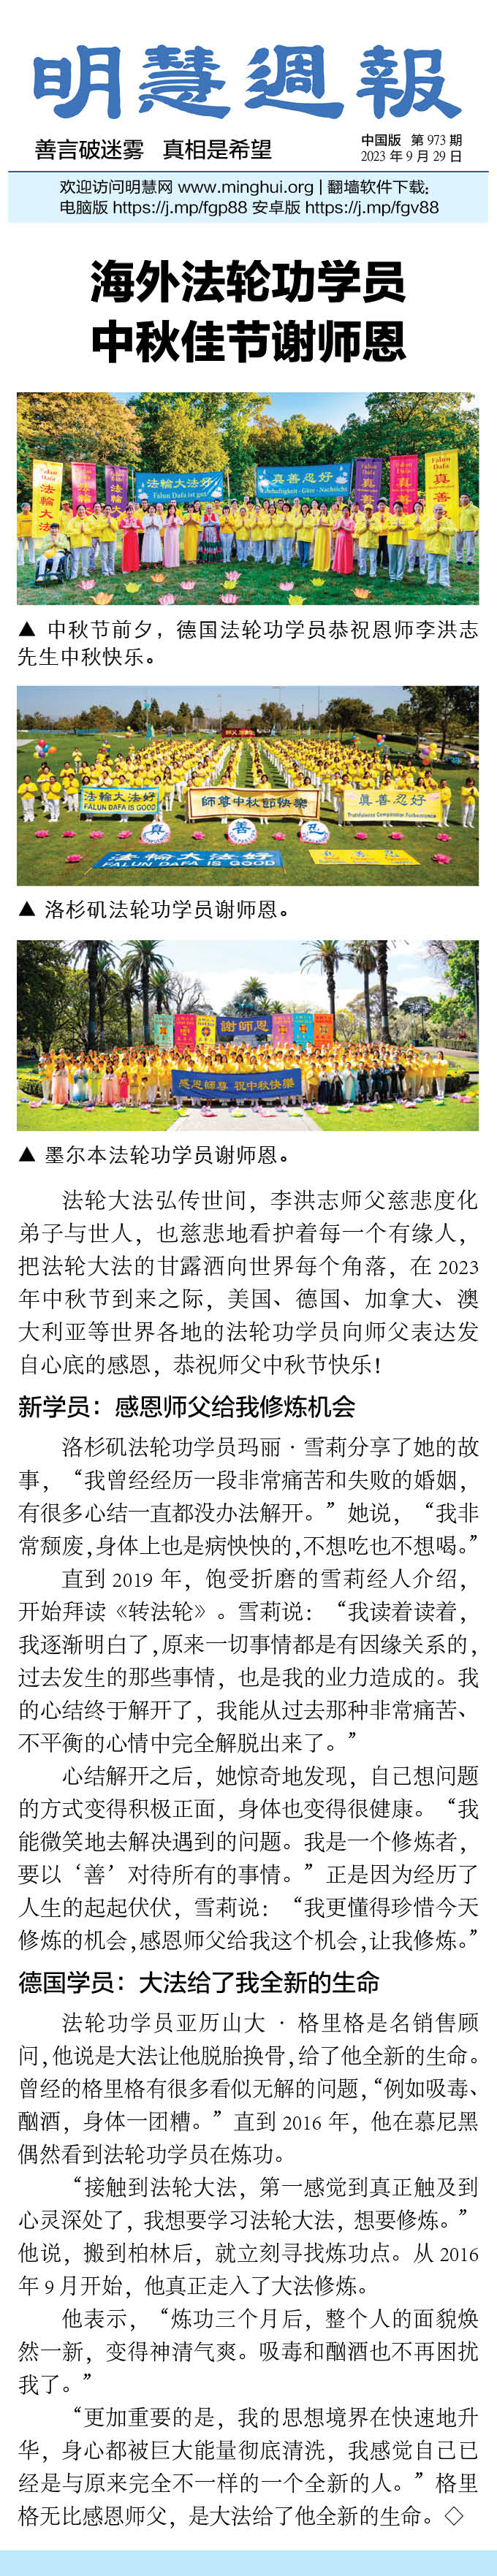 明慧週報
善言破迷雾 真相是希望
中国版 第 973 期
2023 年 9 月 29 日
欢迎访问明慧网 www.minghui.org | 翻墙软件下载:
电脑版 https://j.mp/fgp88 安卓版 https://j.mp/fgv88
海外法轮功学员
中秋佳节谢师恩
Falun Dafa
法輪大法
法輪大法好
Falun Dafa ist gut
真善忍好
Wahrhaftigkeit - Güte - Nachsicht
Falun Dafa
真善
▲ 中秋节前夕，德国法轮功学员恭祝恩师李洪志
先生中秋快乐。
法輪大法好
FALUN DAFA IS GOOD
師尊中秋節快樂
真善忍好
Truthfulness Compassion Forbearance
真 善 忍
法輪大法好
FALUN DAFA IS GOOD
▲ 洛杉矶法轮功学员谢师恩。
謝師恩
感恩師尊 祝中秋快樂
▲ 墨尔本法轮功学员谢师恩。
法轮大法弘传世间，李洪志师父慈悲度化
弟子与世人，也慈悲地看护着每一个有缘人，
把法轮大法的甘露洒向世界每个角落，在 2023
年中秋节到来之际，美国、德国、加拿大、澳
大利亚等世界各地的法轮功学员向师父表达发
自心底的感恩，恭祝师父中秋节快乐！
新学员：感恩师父给我修炼机会
洛杉矶法轮功学员玛丽·雪莉分享了她的故
事，“我曾经经历一段非常痛苦和失败的婚姻，
有很多心结一直都没办法解开。”她说，“我非
常颓废，身体上也是病怏怏的，不想吃也不想喝。”
直到 2019 年，饱受折磨的雪莉经人介绍，
开始拜读《转法轮》。雪莉说：“我读着读着，
我逐渐明白了，原来一切事情都是有因缘关系的，
过去发生的那些事情，也是我的业力造成的。我
的心结终于解开了，我能从过去那种非常痛苦、
不平衡的心情中完全解脱出来了。”
心结解开之后，她惊奇地发现，自己想问题
的方式变得积极正面，身体也变得很健康。“我
能微笑地去解决遇到的问题。我是一个修炼者，
要以‘善’对待所有的事情。”正是因为经历了
人生的起起伏伏，雪莉说：“我更懂得珍惜今天
修炼的机会，感恩师父给我这个机会，让我修炼。”
德国学员：大法给了我全新的生命
法轮功学员亚历山大 · 格里格是名销售顾
问，他说是大法让他脱胎换骨，给了他全新的生命。
曾经的格里格有很多看似无解的问题，“例如吸毒、
酗酒，身体一团糟。”直到 2016 年，他在慕尼黑
偶然看到法轮功学员在炼功。
“接触到法轮大法，第一感觉到真正触及到
心灵深处了，我想要学习法轮大法，想要修炼。”
他说，搬到柏林后，就立刻寻找炼功点。从 2016
年 9 月开始，他真正走入了大法修炼。
他表示，“炼功三个月后，整个人的面貌焕
然一新，变得神清气爽。吸毒和酗酒也不再困扰
我了。”
“更加重要的是，我的思想境界在快速地升
华，身心都被巨大能量彻底清洗，我感觉自己已
经是与原来完全不一样的一个全新的人。”格里
格无比感恩师父，是大法给了他全新的生命。◇